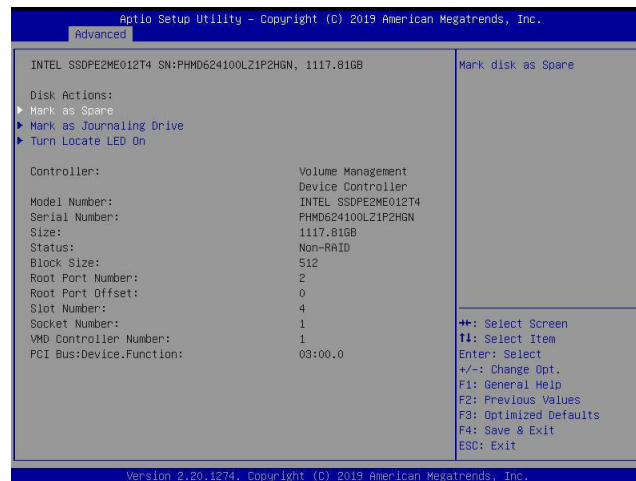 Aptio Setup Utility – Copyright (C) 2019 American Megatrends, Inc.
Advanced
INTEL SSDPE2ME012T4 SN:PHMD624100LZ1P2HGN, 1117.81GB
Disk Actions:
Mark as Spare
Mark as Journaling Drive
Turn Locate LED On
Controller: Volume Management
Device Controller
Model Number: INTEL SSDPE2ME012T4
Serial Number: PHMD624100LZ1P2HGN
Size: 1117.81GB
Status: Non-RAID
Block Size: 512
Root Port Number: 2
Root Port Offset: 0
Slot Number: 4
Socket Number: 1
VMD Controller Number: 1
PCI Bus:Device.Function: 03:00.0
Mark disk as Spare
→←: Select Screen
↑↓: Select Item
Enter: Select
+/-: Change Opt.
F1: General Help
F2: Previous Values
F3: Optimized Defaults
F4: Save & Exit
ESC: Exit
Version 2.20.1274. Copyright (C) 2019 American Megatrends, Inc.